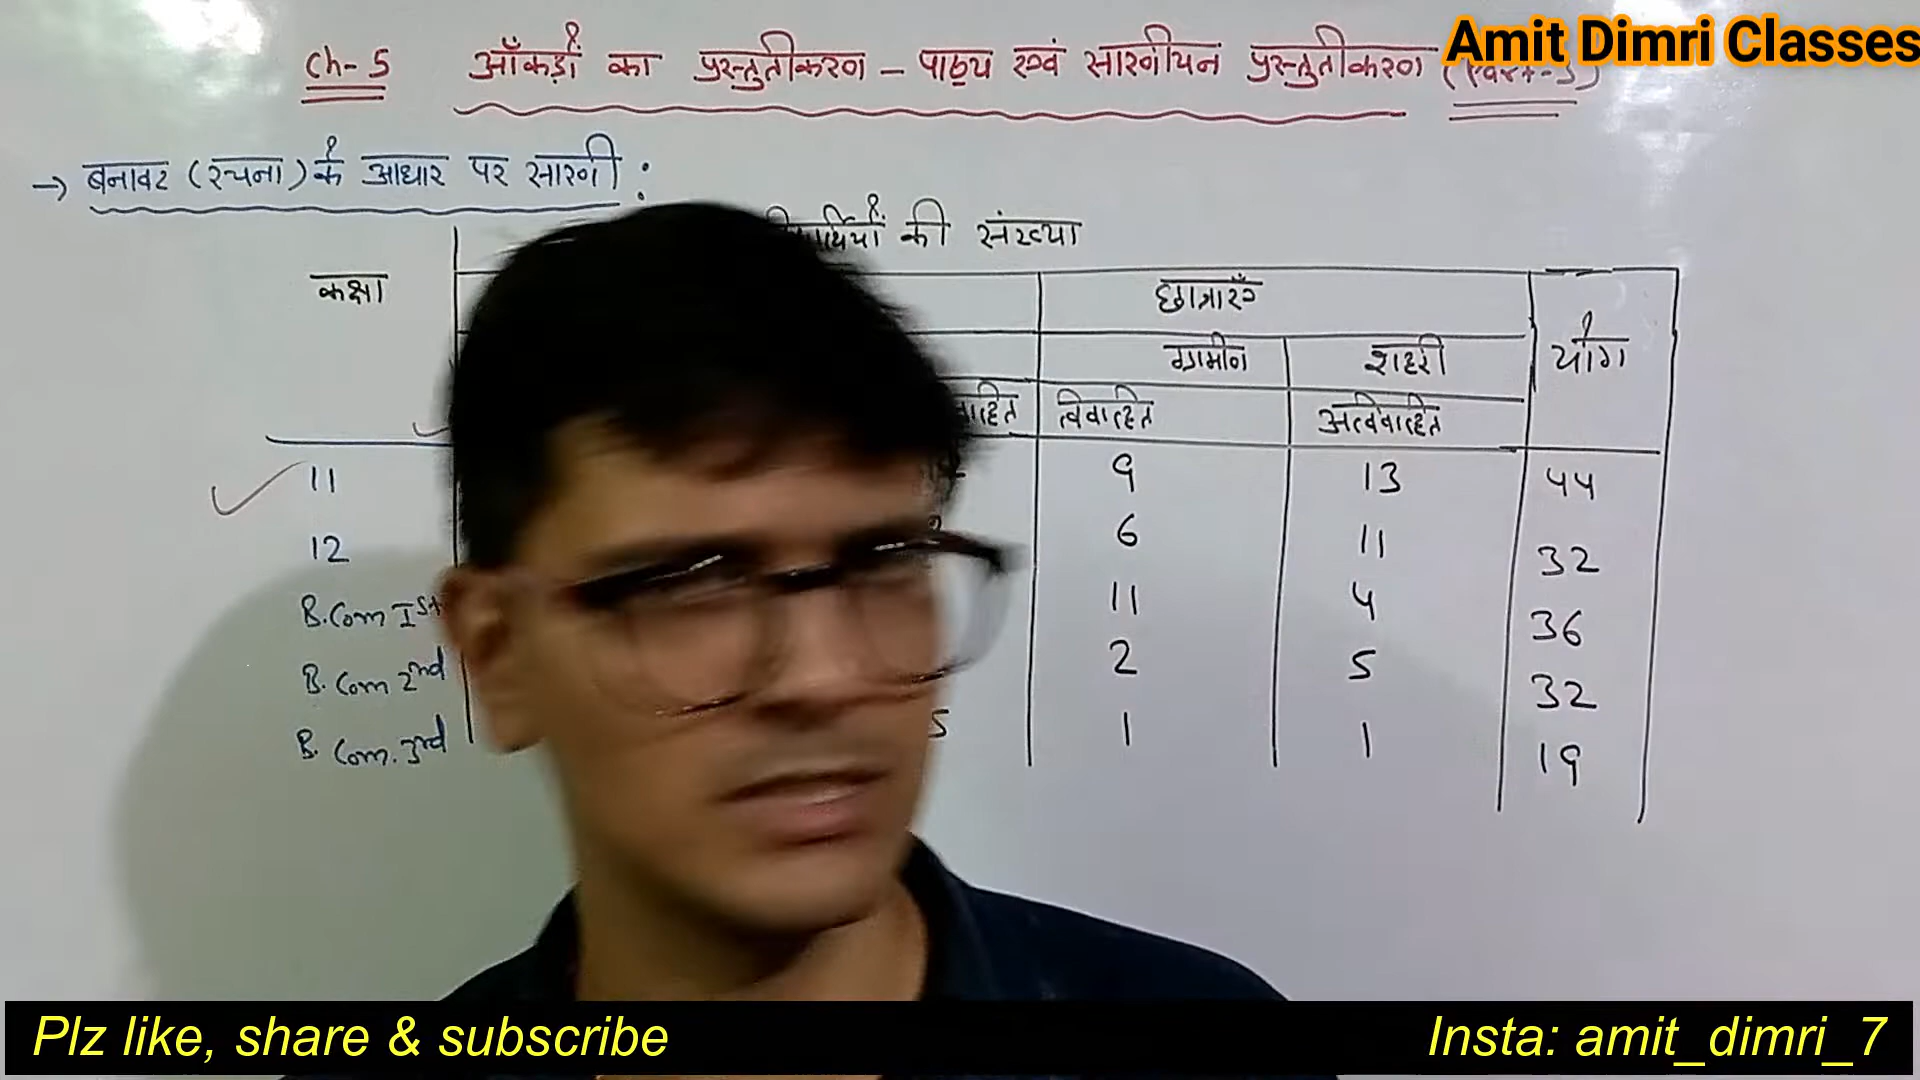 Amit Dimri Classes
Ch-5 आँकड़ों का प्रस्तुतीकरण – पाठ्य एवं सारणीयन प्रस्तुतीकरण
→ बनावट (रचना) के आधार पर सारणी :
की संख्या
कक्षा छात्राएँ योग
ग्रामीण शहरी
विवाहित अविवाहित
11 9 13 44
12 6 11 32
B.Com Ist 11 4 36
B. Com 2nd 2 5 32
B. Com. 3rd 5 1 1 19
Plz like, share & subscribe Insta: amit_dimri_7